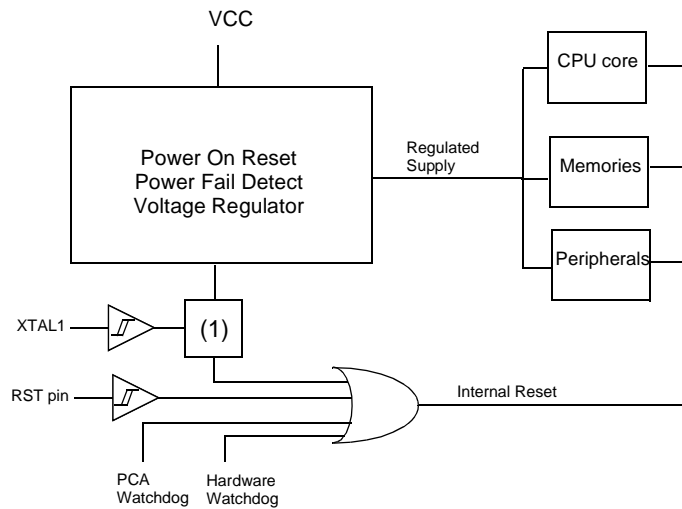 VCC
CPU core
Power On Reset
Power Fail Detect
Voltage Regulator
Regulated
Supply
Memories
Peripherals
XTAL1
(1)
RST pin
Internal Reset
PCA
Watchdog
Hardware
Watchdog